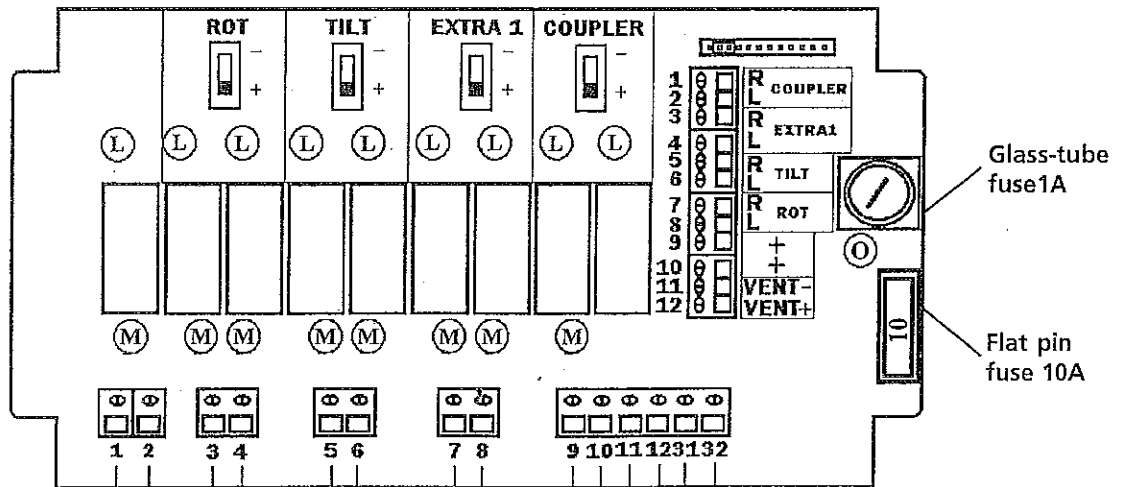 ROT TILT EXTRA 1 COUPLER
- - - -
+ + + +
1 R COUPLER
2 L
3 R EXTRA1
4 L
5 R TILT
6 L
7 R ROT
8 L
9 +
10 +
11 VENT-
12 VENT+
L L L L L L L L
Glass-tube
fuse1A
O
M M M M M M M M
10
Flat pin
fuse 10A
1 2 3 4 5 6 7 8 9 10 11 12 31 32